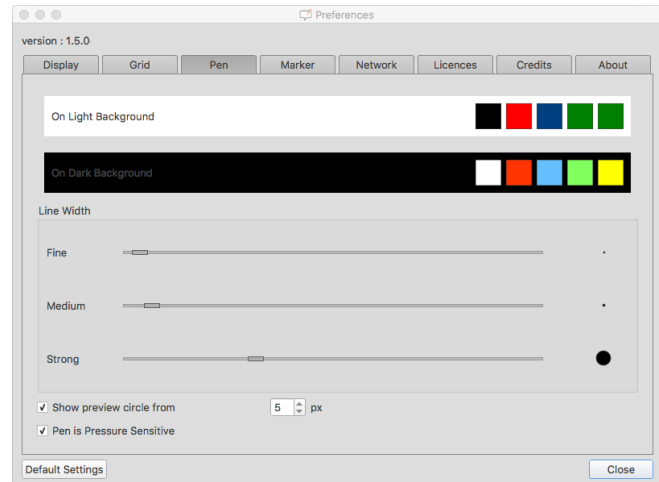 Preferences
version : 1.5.0
Display Grid Pen Marker Network Licences Credits About
On Light Background
On Dark Background
Line Width
Fine
Medium
Strong
Show preview circle from 5 px
Pen is Pressure Sensitive
Default Settings Close